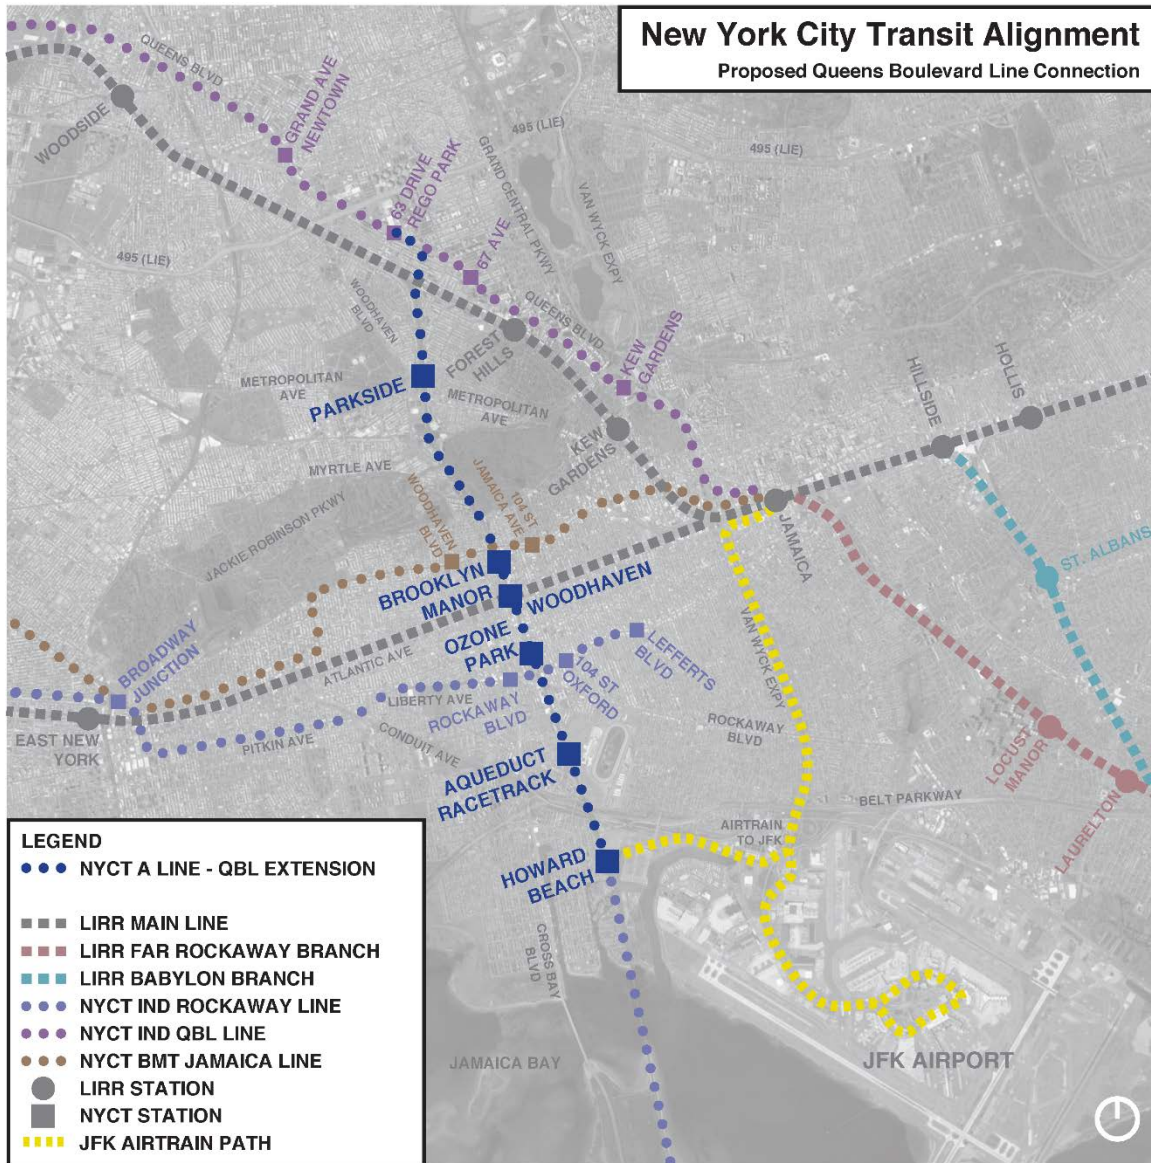 New York City Transit Alignment
Proposed Queens Boulevard Line Connection
QUEENS BLVD
WOODSIDE
GRAND AVE
NEWTOWN
495 (LIE)
495 (LIE)
GRAND CENTRAL PKWY
VAN WYCK EXPY
63 DRIVE
REGO PARK
67 AVE
495 (LIE)
WOODHAVEN
BLVD
QUEENS BLVD
FOREST
HILLS
KEW
GARDENS
METROPOLITAN
AVE
PARKSIDE
METROPOLITAN
AVE
HILLSIDE
HOLLIS
KEW
GARDENS
MYRTLE AVE
WOODHAVEN
BLVD
JAMAICA AVE
104 ST
JACKIE ROBINSON PKWY
JAMAICA
ST. ALBANS
BROOKLYN
MANOR
WOODHAVEN
OZONE
PARK
ATLANTIC AVE
BROADWAY
JUNCTION
LEFFERTS
BLVD
104 ST
OXFORD
VAN WYCK EXPY
LIBERTY AVE
ROCKAWAY
BLVD
ROCKAWAY
BLVD
EAST NEW
YORK
PITKIN AVE
CONDUIT AVE
LOCUST
MANOR
AQUEDUCT
RACETRACK
BELT PARKWAY
LAURELTON
AIRTRAIN
TO JFK
HOWARD
BEACH
CROSS BAY
BLVD
JAMAICA BAY
JFK AIRPORT
LEGEND
NYCT A LINE - QBL EXTENSION
LIRR MAIN LINE
LIRR FAR ROCKAWAY BRANCH
LIRR BABYLON BRANCH
NYCT IND ROCKAWAY LINE
NYCT IND QBL LINE
NYCT BMT JAMAICA LINE
LIRR STATION
NYCT STATION
JFK AIRTRAIN PATH